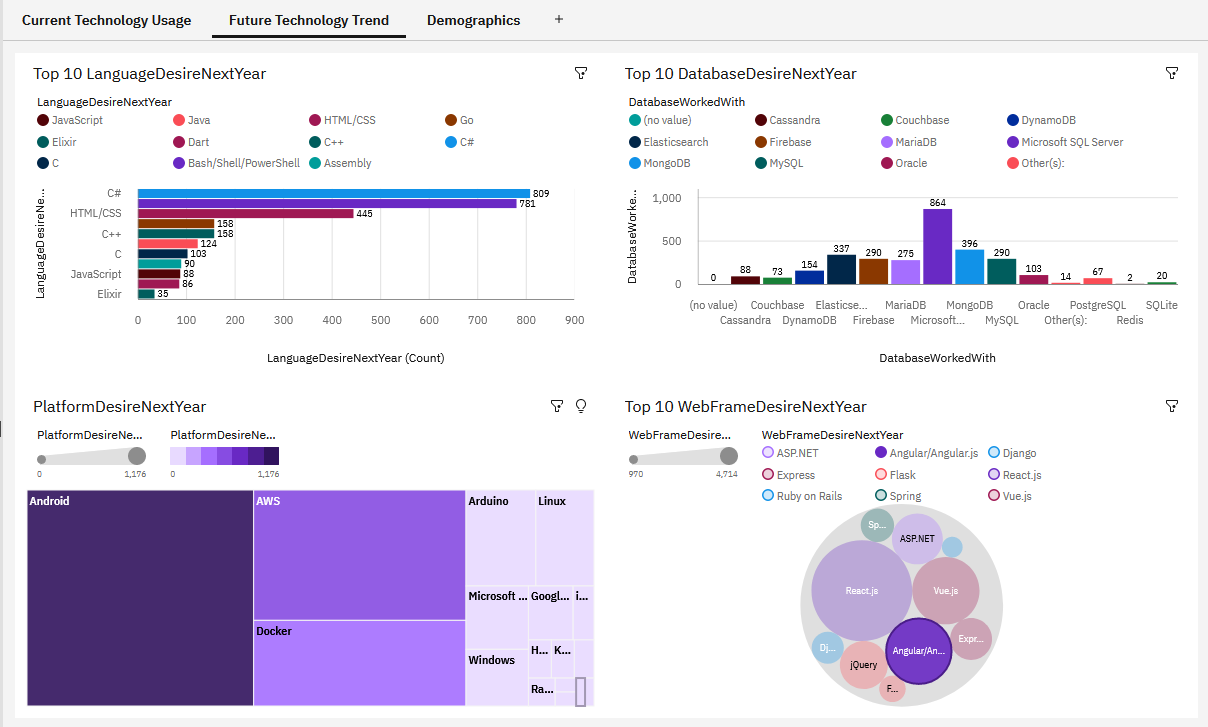 Current Technology Usage Future Technology Trend Demographics +
Top 10 LanguageDesireNextYear
LanguageDesireNextYear
JavaScript Java HTML/CSS Go
Elixir Dart C++ C#
C Bash/Shell/PowerShell Assembly
LanguageDesireNe...
C# 809
781
HTML/CSS 445
158
C++ 158
124
C 103
90
JavaScript 88
86
Elixir 35
0 100 200 300 400 500 600 700 800 900
LanguageDesireNextYear (Count)
Top 10 DatabaseDesireNextYear
DatabaseWorkedWith
(no value) Cassandra Couchbase DynamoDB
Elasticsearch Firebase MariaDB Microsoft SQL Server
MongoDB MySQL Oracle Other(s):
DatabaseWorke...
1,000
500
0
0 88 73 154 337 290 275 864 396 290 103 14 67 2 20
(no value) Couchbase Elasticse... MariaDB MongoDB Oracle PostgreSQL SQLite
Cassandra DynamoDB Firebase Microsoft... MySQL Other(s): Redis
DatabaseWorkedWith
PlatformDesireNextYear
PlatformDesireNe... PlatformDesireNe...
0 1,176 0 1,176
Android AWS Arduino Linux
Microsoft ... Googl... i...
Docker
H... K...
Windows
Ra...
Top 10 WebFrameDesireNextYear
WebFrameDesire... WebFrameDesireNextYear
970 4,714
ASP.NET Angular/Angular.js Django
Express Flask React.js
Ruby on Rails Spring Vue.js
Sp...
ASP.NET
React.js Vue.js
Expr...
Dj... Angular/An...
jQuery
F...